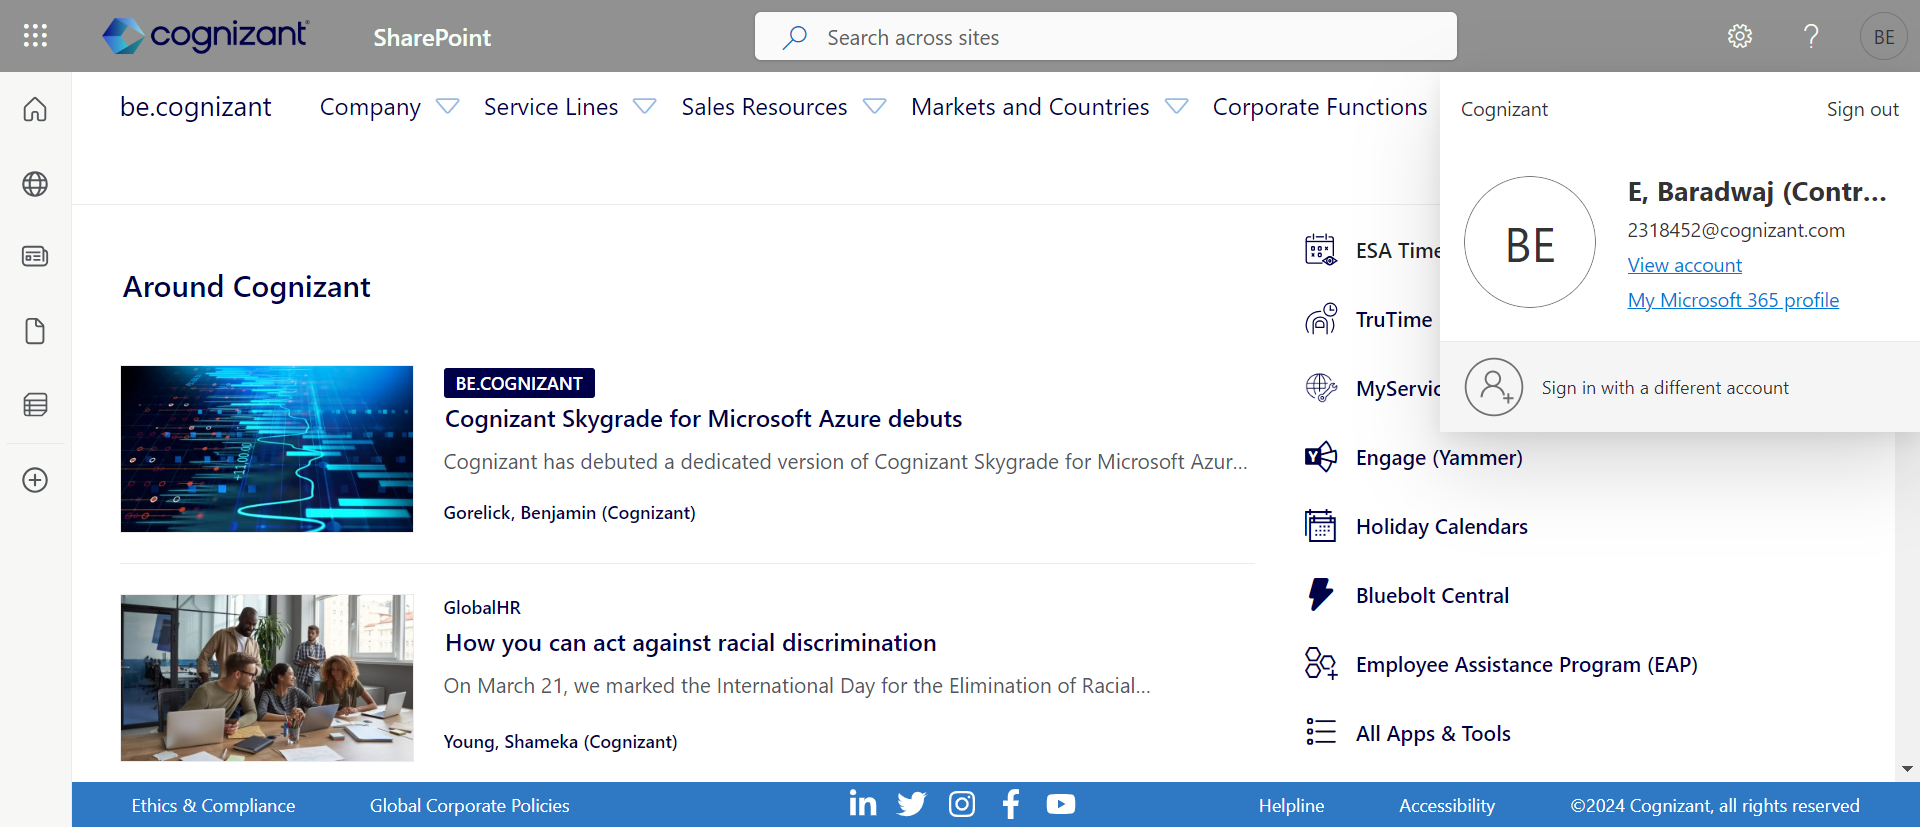 cognizant
SharePoint
Search across sites
BE
be.cognizant
Company
Service Lines
Sales Resources
Markets and Countries
Corporate Functions
Cognizant
Sign out
BE
E, Baradwaj (Contr...
2318452@cognizant.com
View account
My Microsoft 365 profile
Sign in with a different account
Around Cognizant
BE.COGNIZANT
Cognizant Skygrade for Microsoft Azure debuts
Cognizant has debuted a dedicated version of Cognizant Skygrade for Microsoft Azur...
Gorelick, Benjamin (Cognizant)
GlobalHR
How you can act against racial discrimination
On March 21, we marked the International Day for the Elimination of Racial...
Young, Shameka (Cognizant)
ESA Time
TruTime
MyServic
Engage (Yammer)
Holiday Calendars
Bluebolt Central
Employee Assistance Program (EAP)
All Apps & Tools
Ethics & Compliance
Global Corporate Policies
Helpline
Accessibility
©2024 Cognizant, all rights reserved